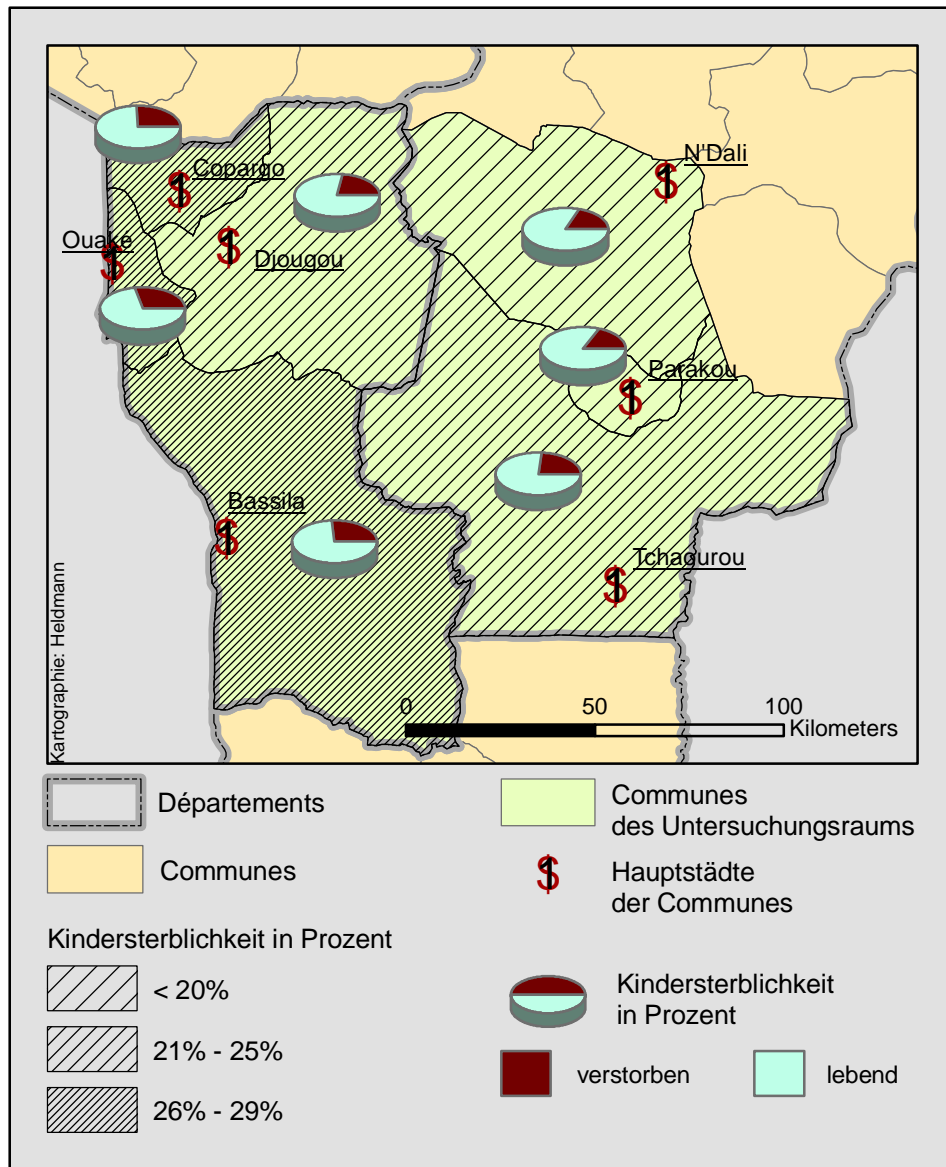 N'Dali
Copargo
Ouake
Djougou
Parakou
Bassila
Tchaourou
Kartographie: Heldmann
0 50 100
Kilometers
Départements
Communes
des Untersuchungsraums
Communes
Hauptstädte
der Communes
Kindersterblichkeit in Prozent
< 20%
21% - 25%
26% - 29%
Kindersterblichkeit
in Prozent
verstorben
lebend